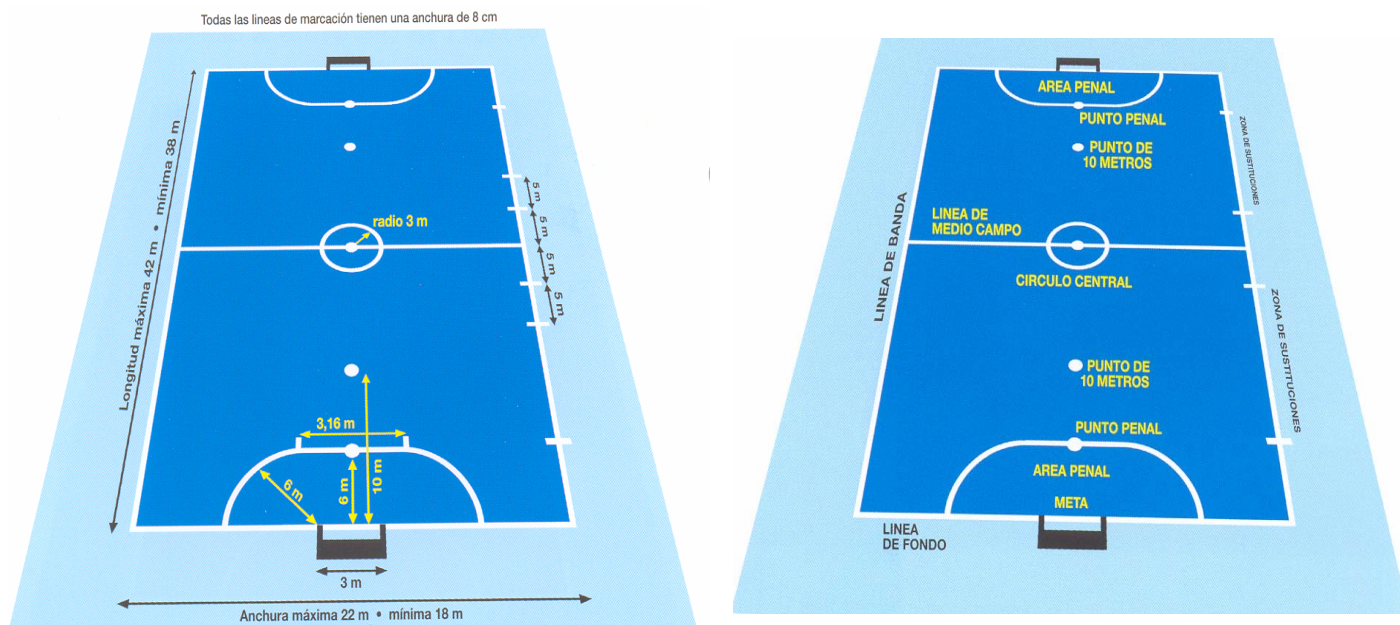 Todas las lineas de marcación tienen una anchura de 8 cm
Longitud máxima 42 m • mínima 38 m
5 m
5 m
5 m
5 m
radio 3 m
3,16 m
6 m
6 m
10 m
3 m
Anchura máxima 22 m • mínima 18 m
AREA PENAL
PUNTO PENAL
PUNTO DE
10 METROS
ZONA DE SUSTITUCIONES
LINEA DE BANDA
LINEA DE
MEDIO CAMPO
CIRCULO CENTRAL
ZONA DE SUSTITUCIONES
PUNTO DE
10 METROS
PUNTO PENAL
AREA PENAL
META
LINEA
DE FONDO